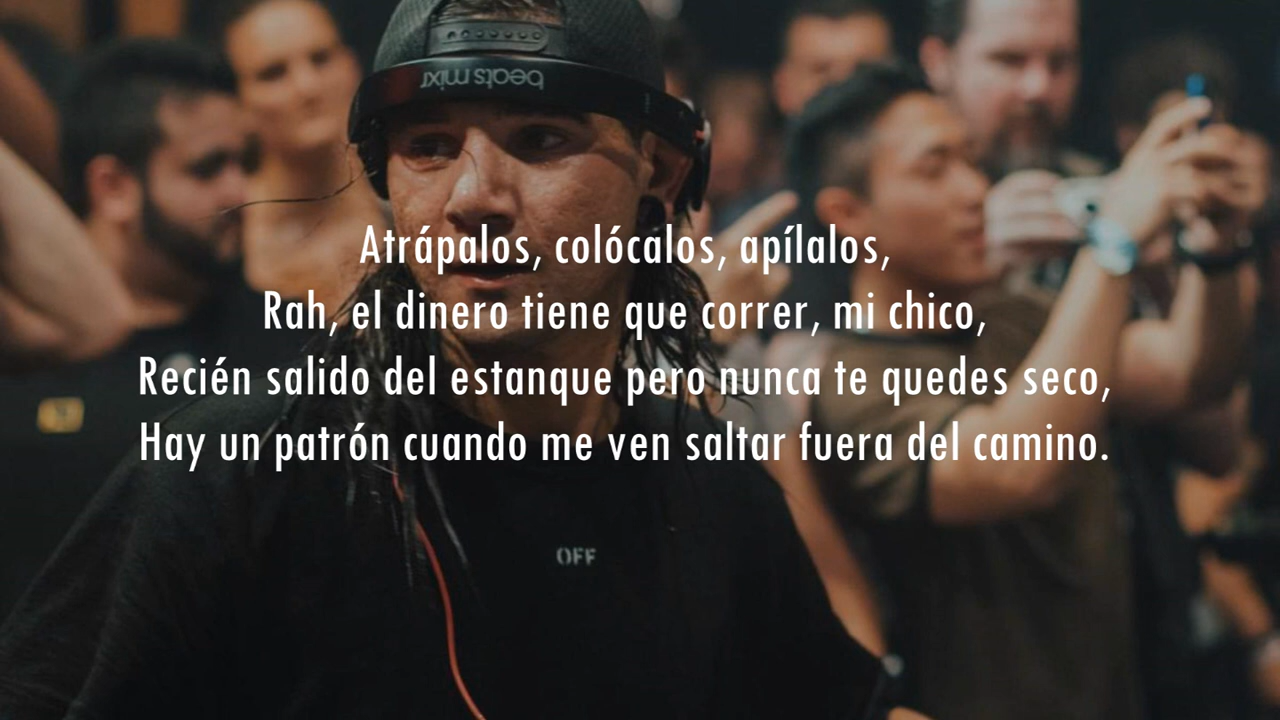 beats mixr
Atrápalos, colócalos, apílalos,
Rah, el dinero tiene que correr, mi chico,
Recién salido del estanque pero nunca te quedes seco,
Hay un patrón cuando me ven saltar fuera del camino.
OFF